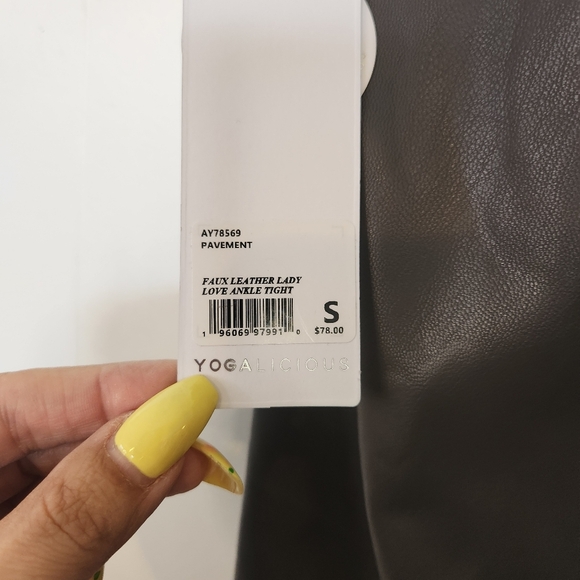 AY78569
PAVEMENT
FAUX LEATHER LADY
LOVE ANKLE TIGHT
S
1 96069 97991 0
$78.00
YOGALICIOUS